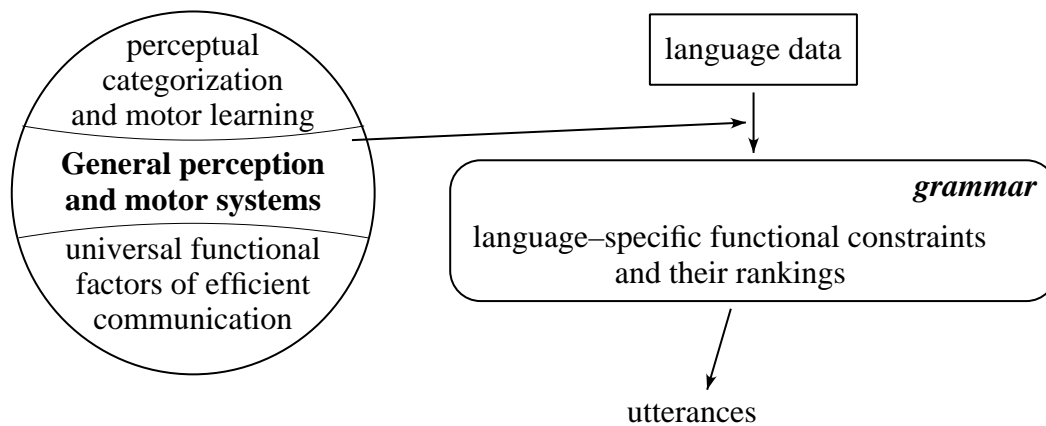 perceptual
categorization
and motor learning
General perception
and motor systems
universal functional
factors of efficient
communication
language data
grammar
language–specific functional constraints
and their rankings
utterances